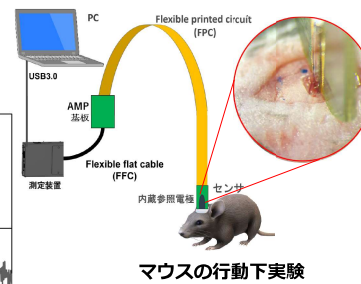 PC
Flexible printed circuit
(FPC)
USB3.0
AMP
基板
Flexible flat cable
(FFC)
測定装置
センサ
内蔵参照電極
マウスの行動下実験